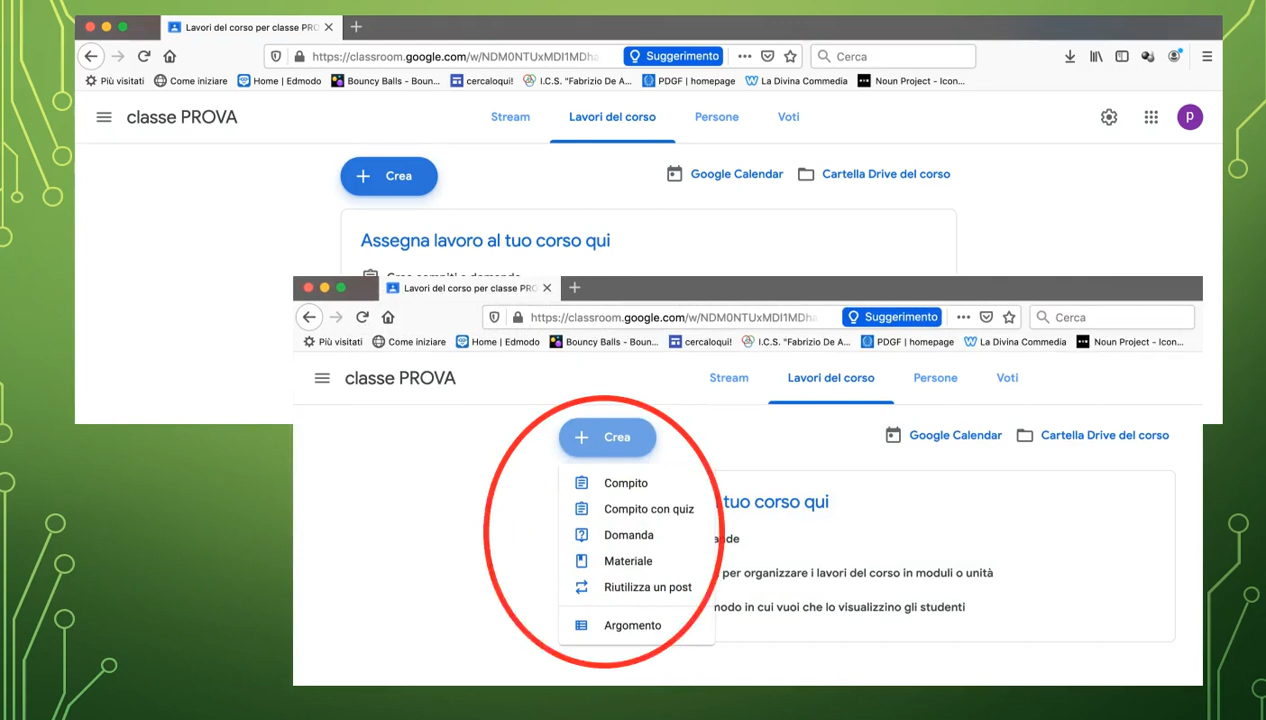 Lavori del corso per classe PRO
https://classroom.google.com/w/NDM0NTUxMDI1MDha
Suggerimento
Cerca
Più visitati
Come iniziare
Home | Edmodo
Bouncy Balls - Boun...
cercaloqui!
I.C.S. "Fabrizio De A...
PDGF | homepage
La Divina Commedia
Noun Project - Icon...
classe PROVA
Stream
Lavori del corso
Persone
Voti
p
Crea
Google Calendar
Cartella Drive del corso
Assegna lavoro al tuo corso qui
Crea compiti e domande
Lavori del corso per classe PRO
https://classroom.google.com/w/NDM0NTUxMDI1MDha
Suggerimento
Cerca
Più visitati
Come iniziare
Home | Edmodo
Bouncy Balls - Boun...
cercaloqui!
I.C.S. "Fabrizio De A...
PDGF | homepage
La Divina Commedia
Noun Project - Icon...
classe PROVA
Stream
Lavori del corso
Persone
Voti
Crea
Google Calendar
Cartella Drive del corso
Compito
Compito con quiz
Domanda
Materiale
Riutilizza un post
Argomento
tuo corso qui
ande
per organizzare i lavori del corso in moduli o unità
modo in cui vuoi che lo visualizzino gli studenti